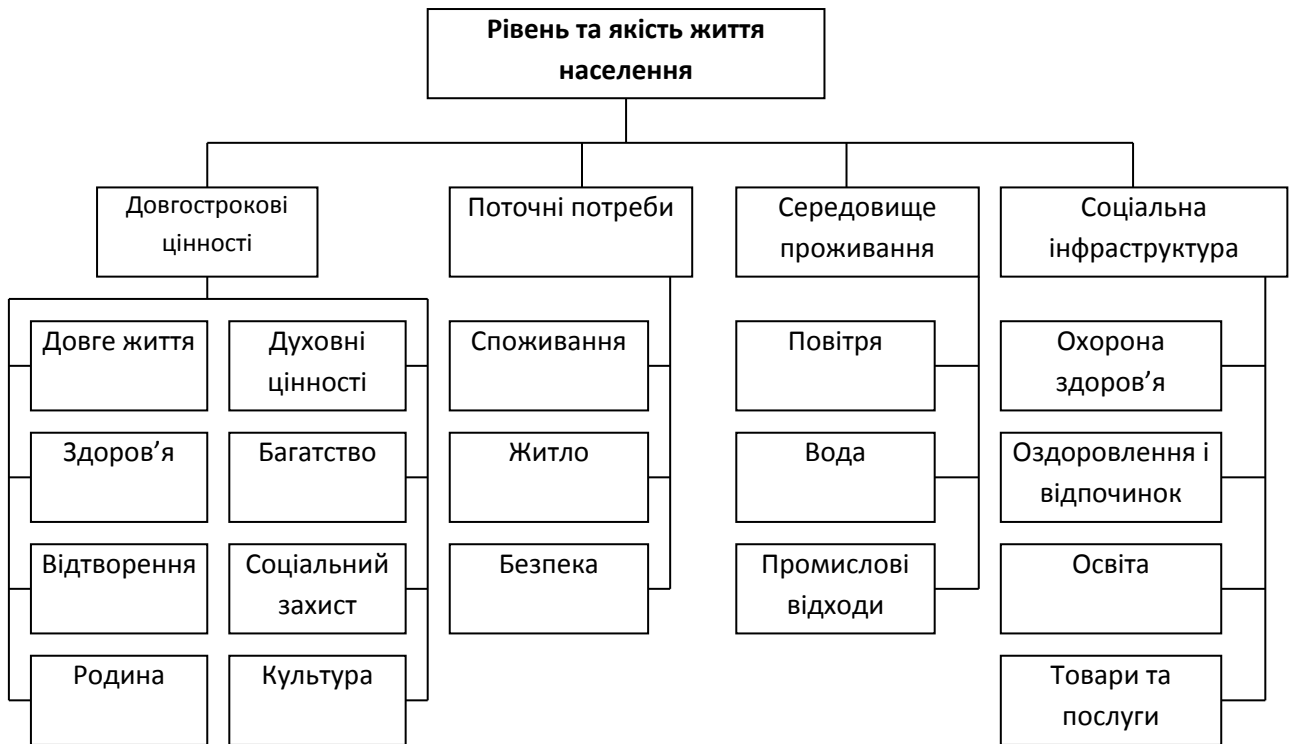 Рівень та якість життя
населення
Довгострокові
цінності
Поточні потреби
Середовище
проживання
Соціальна
інфраструктура
Довге життя
Духовні
цінності
Споживання
Повітря
Охорона
здоров’я
Здоров’я
Багатство
Житло
Вода
Оздоровлення і
відпочинок
Відтворення
Соціальний
захист
Безпека
Промислові
відходи
Освіта
Родина
Культура
Товари та
послуги